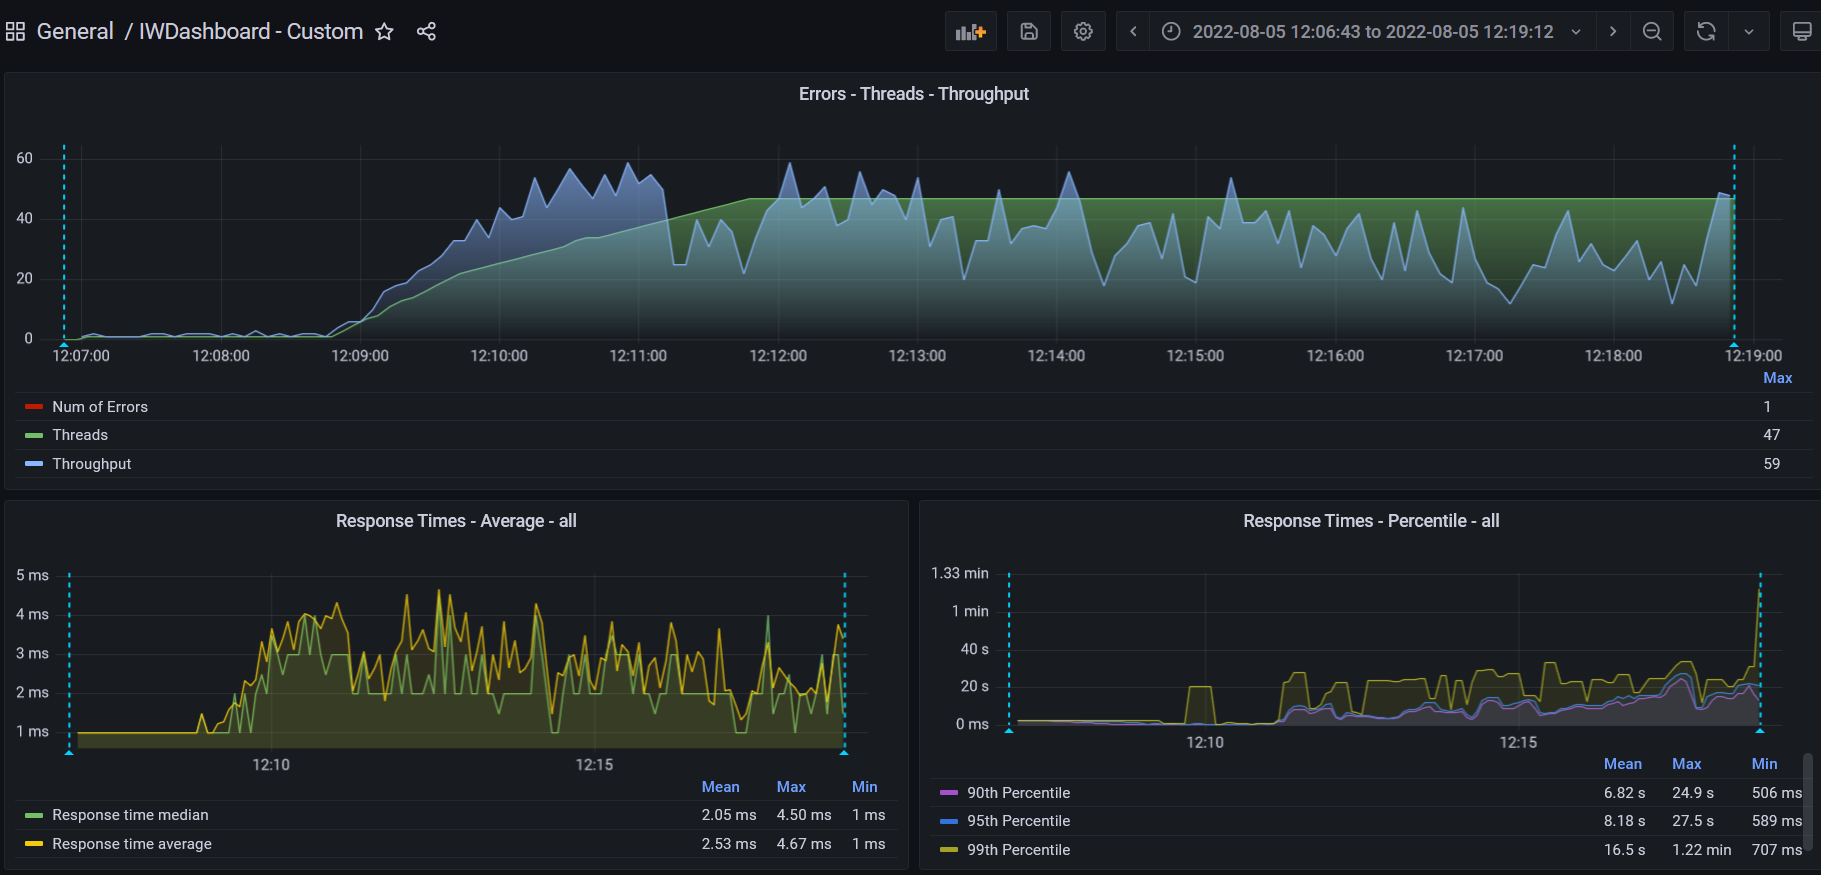 General / IWDashboard - Custom
2022-08-05 12:06:43 to 2022-08-05 12:19:12
Errors - Threads - Throughput
60
40
20
0
12:07:00 12:08:00 12:09:00 12:10:00 12:11:00 12:12:00 12:13:00 12:14:00 12:15:00 12:16:00 12:17:00 12:18:00 12:19:00
Max
Num of Errors 1
Threads 47
Throughput 59
Response Times - Average - all
5 ms
4 ms
3 ms
2 ms
1 ms
12:10 12:15
Mean Max Min
Response time median 2.05 ms 4.50 ms 1 ms
Response time average 2.53 ms 4.67 ms 1 ms
Response Times - Percentile - all
1.33 min
1 min
40 s
20 s
0 ms
12:10 12:15
Mean Max Min
90th Percentile 6.82 s 24.9 s 506 ms
95th Percentile 8.18 s 27.5 s 589 ms
99th Percentile 16.5 s 1.22 min 707 ms